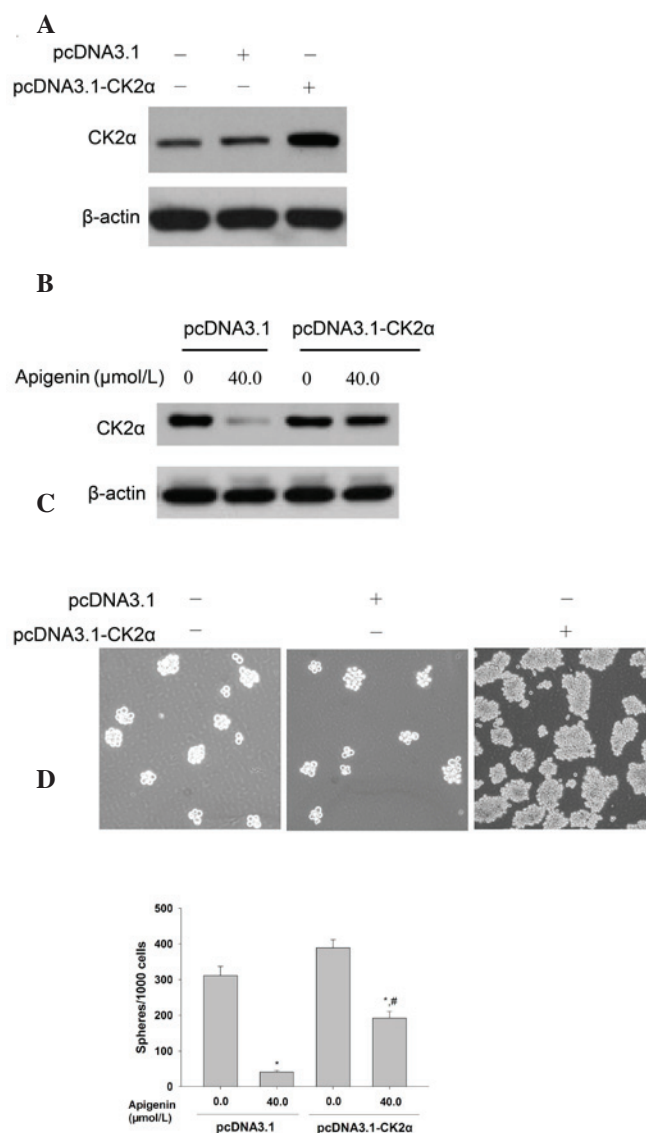 A
pcDNA3.1 − + −
pcDNA3.1-CK2α − − +
CK2α
β-actin
B
pcDNA3.1 pcDNA3.1-CK2α
Apigenin (μmol/L) 0 40.0 0 40.0
CK2α
β-actin
C
pcDNA3.1 − + −
pcDNA3.1-CK2α − − +
D
Spheres/1000 cells
500
400
300
200
100
0
*
*,#
Apigenin (μmol/L) 0.0 40.0 0.0 40.0
pcDNA3.1 pcDNA3.1-CK2α